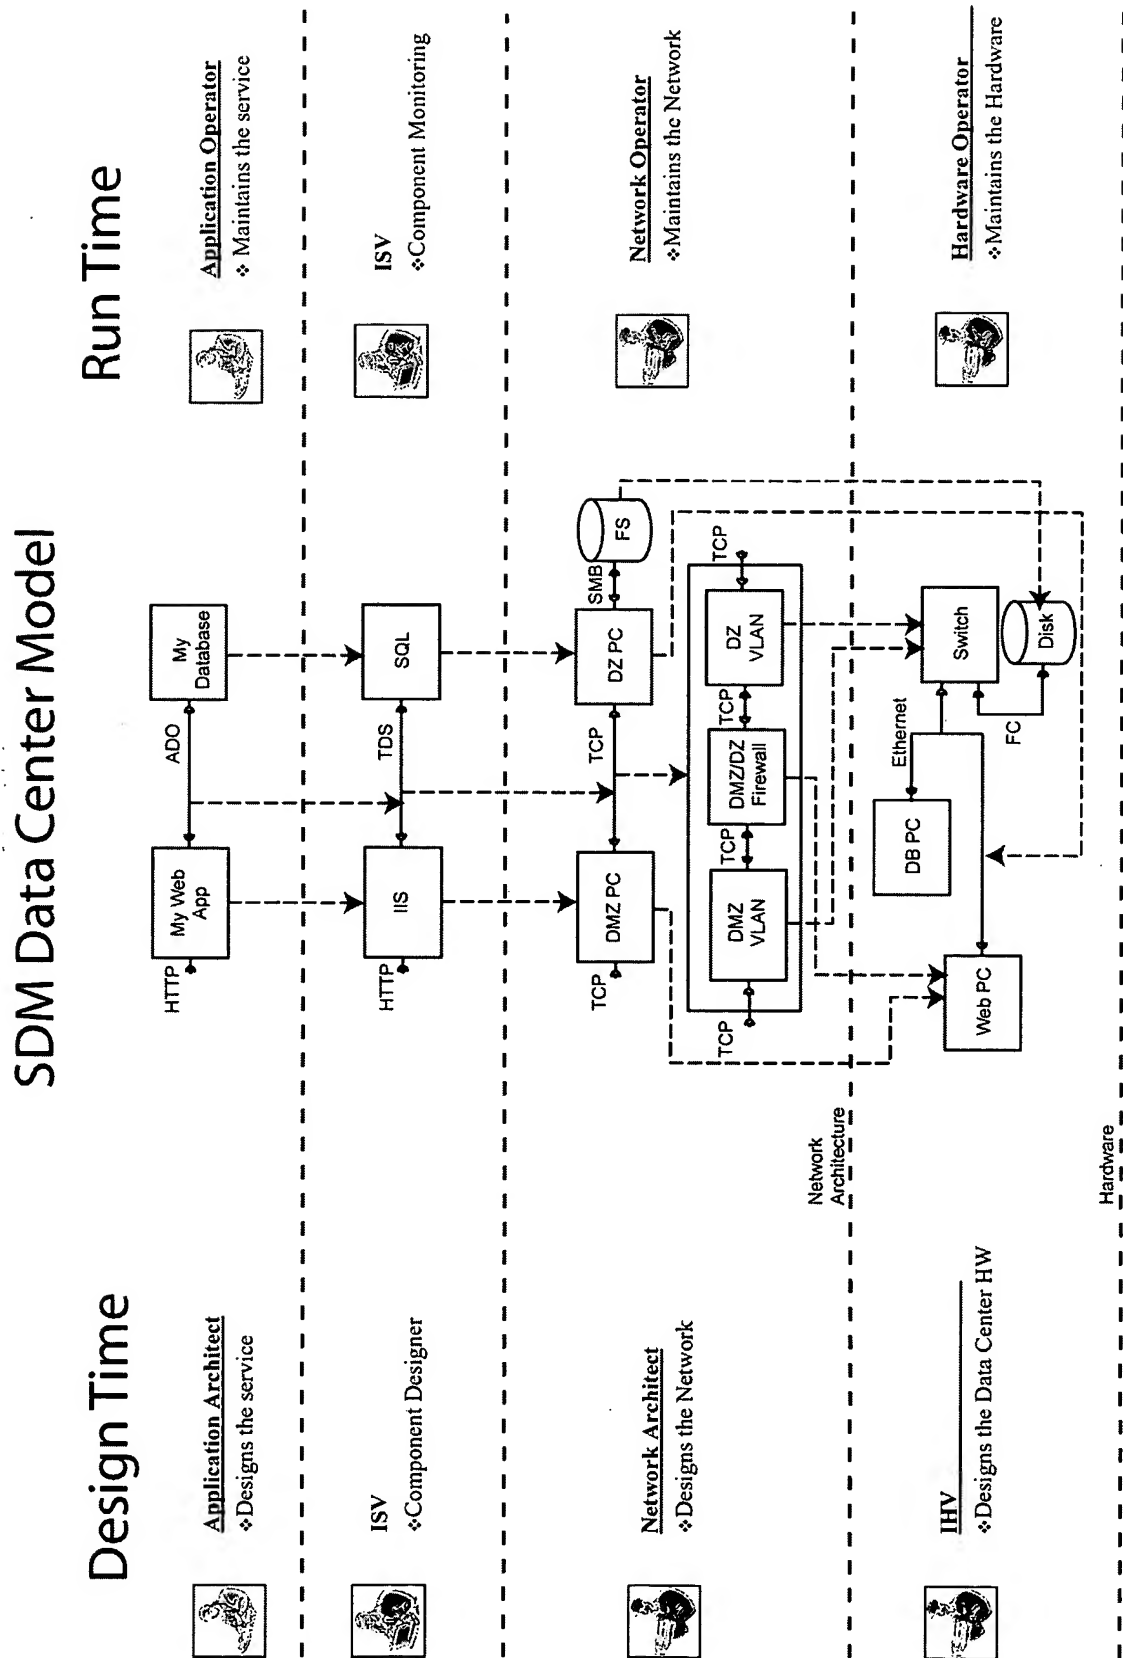 SDM Data Center Model
Design Time
Run Time
Application Architect
❖Designs the service
HTTP
My Web
App
ADO
My
Database
Application Operator
❖ Maintains the service
ISV
❖Component Designer
HTTP
IIS
TDS
SQL
ISV
❖Component Monitoring
Network Architect
❖Designs the Network
TCP
DMZ PC
TCP
DZ PC
SMB
FS
TCP
DMZ
VLAN
TCP
DMZ/DZ
Firewall
TCP
DZ
VLAN
TCP
Network Operator
❖Maintains the Network
Network
Architecture
IHV
❖Designs the Data Center HW
Web PC
DB PC
Ethernet
Switch
FC
Disk
Hardware Operator
❖Maintains the Hardware
Hardware